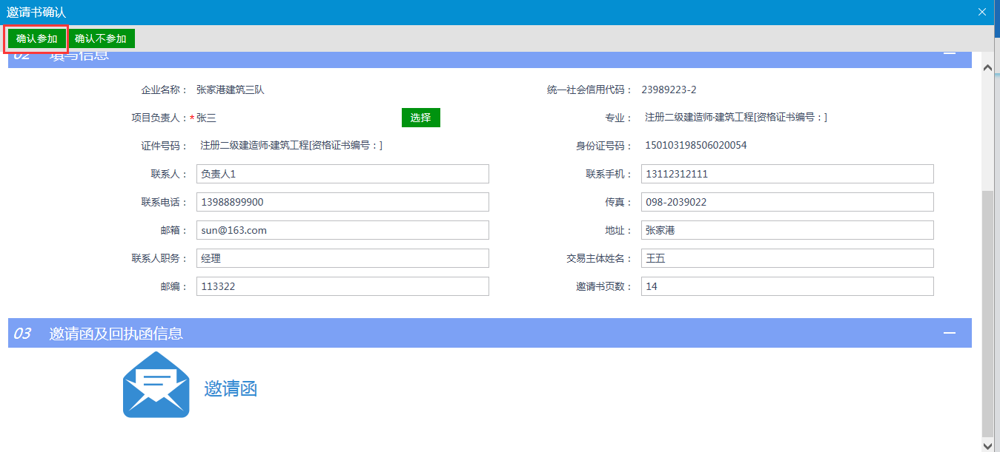 邀请书确认
确认参加 确认不参加
02 填写信息
企业名称： 张家港建筑三队 统一社会信用代码： 23989223-2
项目负责人：*张三 选择 专业： 注册二级建造师·建筑工程[资格证书编号：]
证件号码： 注册二级建造师·建筑工程[资格证书编号：] 身份证号码： 150103198506020054
联系人： 负责人1 联系手机： 13112312111
联系电话： 13988899900 传真： 098-2039022
邮箱： sun@163.com 地址： 张家港
联系人职务： 经理 交易主体姓名： 王五
邮编： 113322 邀请书页数： 14
03 邀请函及回执函信息
邀请函